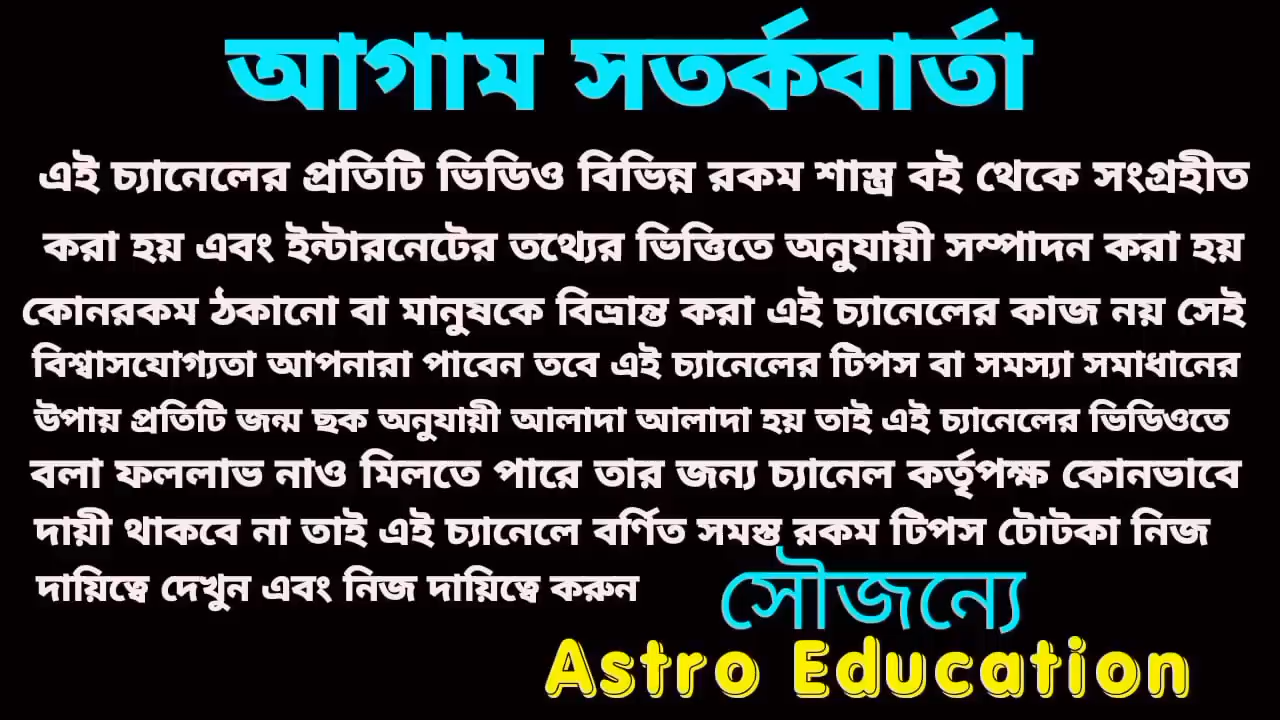 আগাম সতর্কবার্তা
এই চ্যানেলের প্রতিটি ভিডিও বিভিন্ন রকম শাস্ত্র বই থেকে সংগ্রহীত
করা হয় এবং ইন্টারনেটের তথ্যের ভিত্তিতে অনুযায়ী সম্পাদন করা হয়
কোনরকম ঠকানো বা মানুষকে বিভ্রান্ত করা এই চ্যানেলের কাজ নয় সেই
বিশ্বাসযোগ্যতা আপনারা পাবেন তবে এই চ্যানেলের টিপস বা সমস্যা সমাধানের
উপায় প্রতিটি জন্ম ছক অনুযায়ী আলাদা আলাদা হয় তাই এই চ্যানেলের ভিডিওতে
বলা ফললাভ নাও মিলতে পারে তার জন্য চ্যানেল কর্তৃপক্ষ কোনভাবে
দায়ী থাকবে না তাই এই চ্যানেলে বর্ণিত সমস্ত রকম টিপস টোটকা নিজ
দায়িত্বে দেখুন এবং নিজ দায়িত্বে করুন
সৌজন্যে
Astro Education